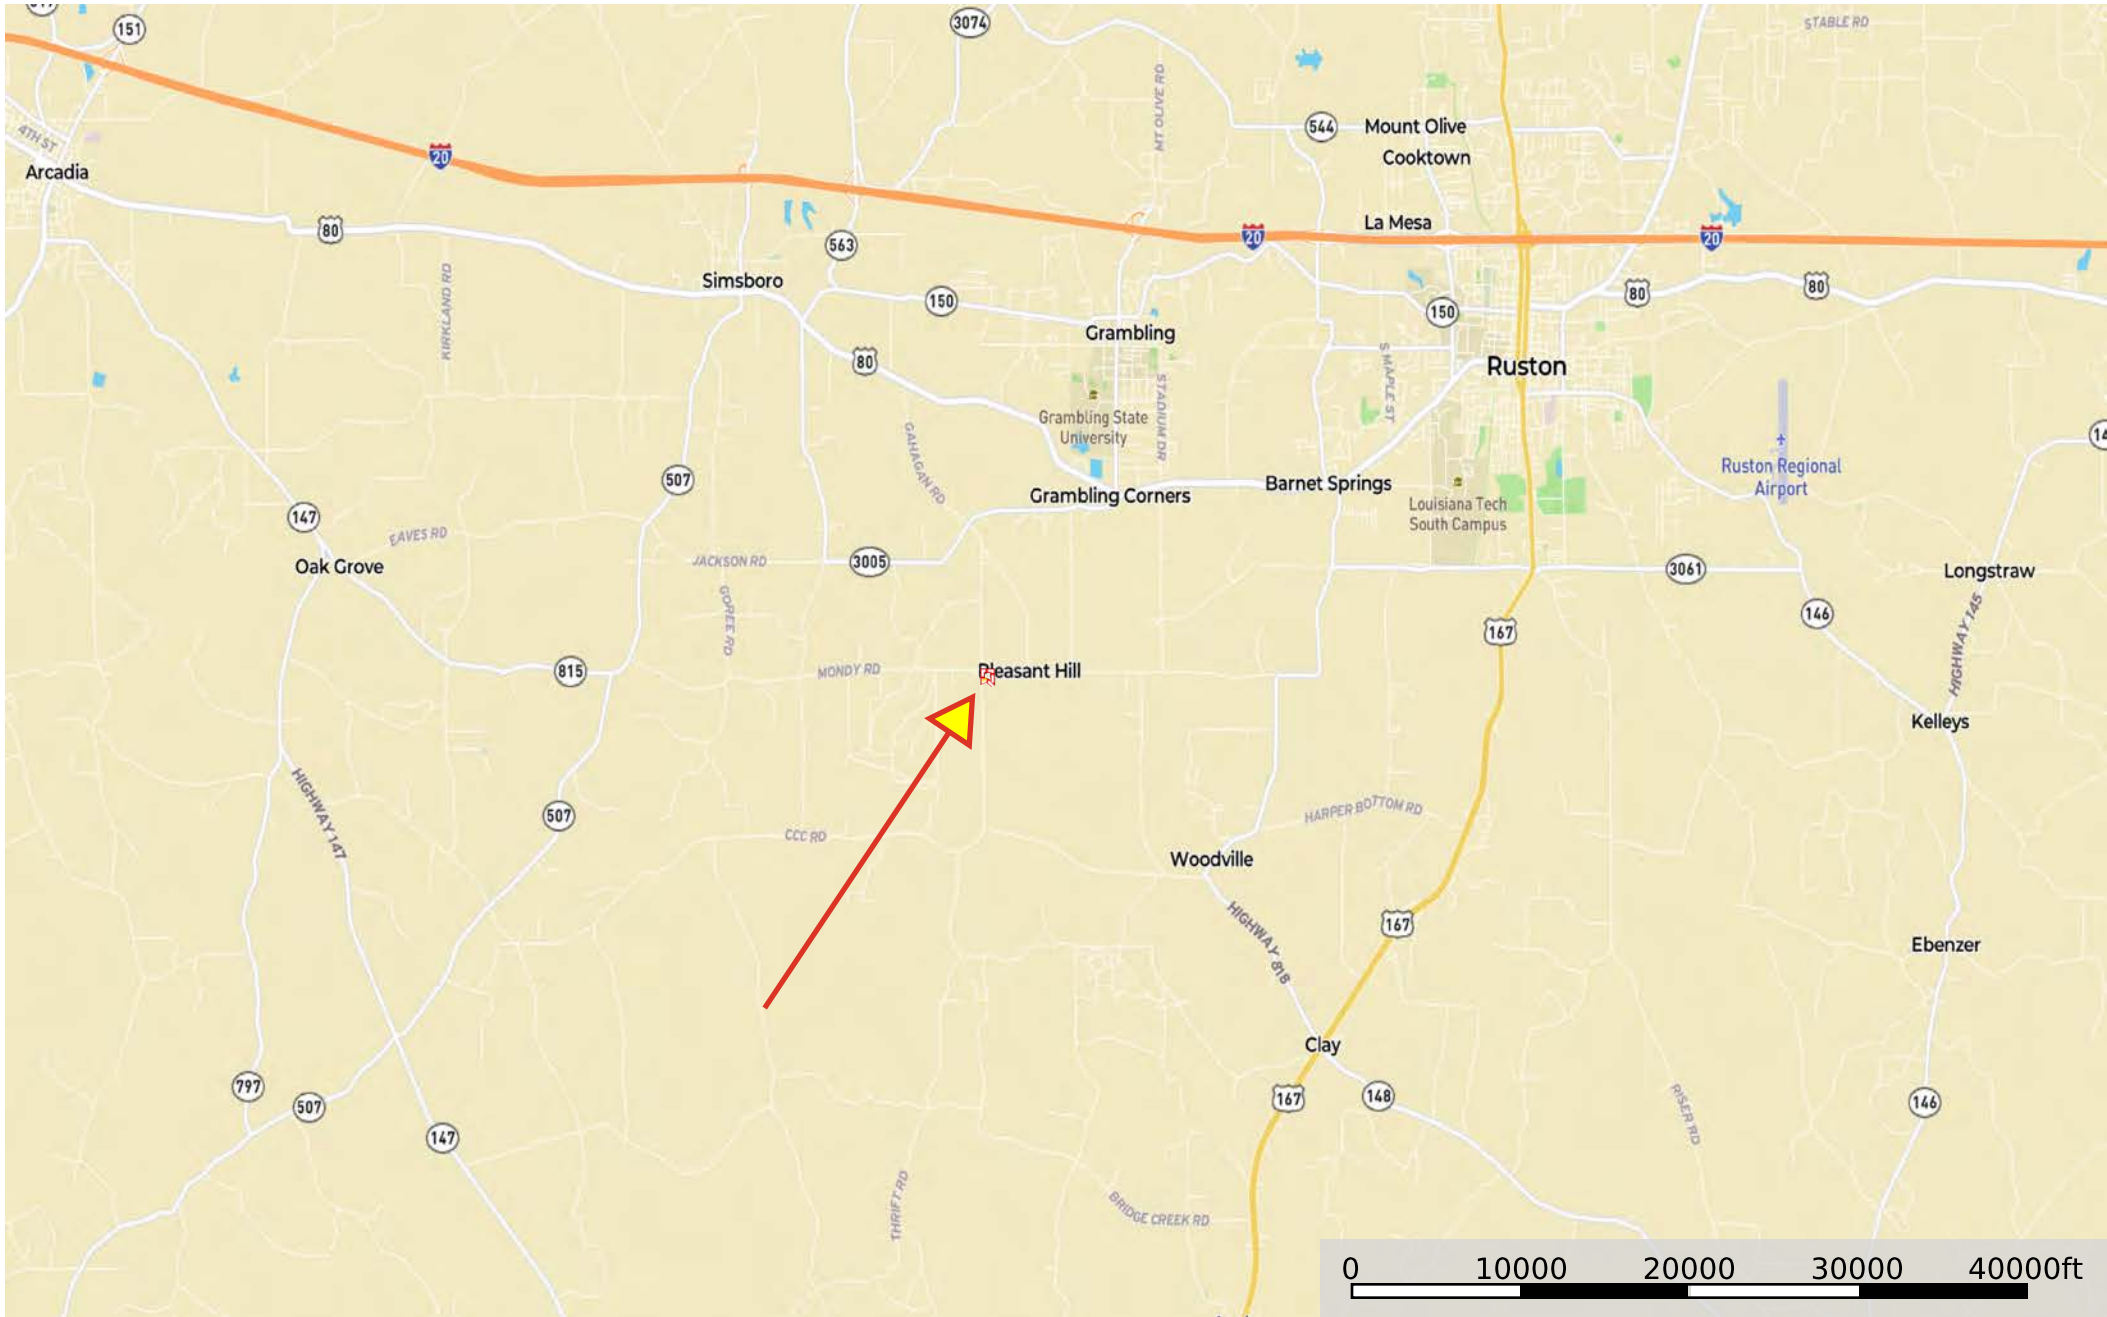 151
3074
STABLE RD
MT OLIVE RD
4TH ST
544
Mount Olive
20
Cooktown
Arcadia
80
La Mesa
20
20
563
KIRKLAND RD
Simsboro
150
80
80
150
Grambling
80
S MAPLE ST
Ruston
STADIUM DR
Grambling State
University
GAHAGAN RD
507
Grambling Corners
Barnet Springs
Louisiana Tech
South Campus
Ruston Regional
Airport
147
EAVES RD
Oak Grove
JACKSON RD
3005
3061
Longstraw
GOREE RD
146
HIGHWAY 145
167
815
MONDY RD
Pleasant Hill
Kelleys
HIGHWAY 147
507
CCC RD
HARPER BOTTOM RD
Woodville
HIGHWAY 818
167
Ebenzer
Clay
797
507
167
148
146
RISER RD
147
THRIFT RD
BRIDGE CREEK RD
0 10000 20000 30000 40000ft